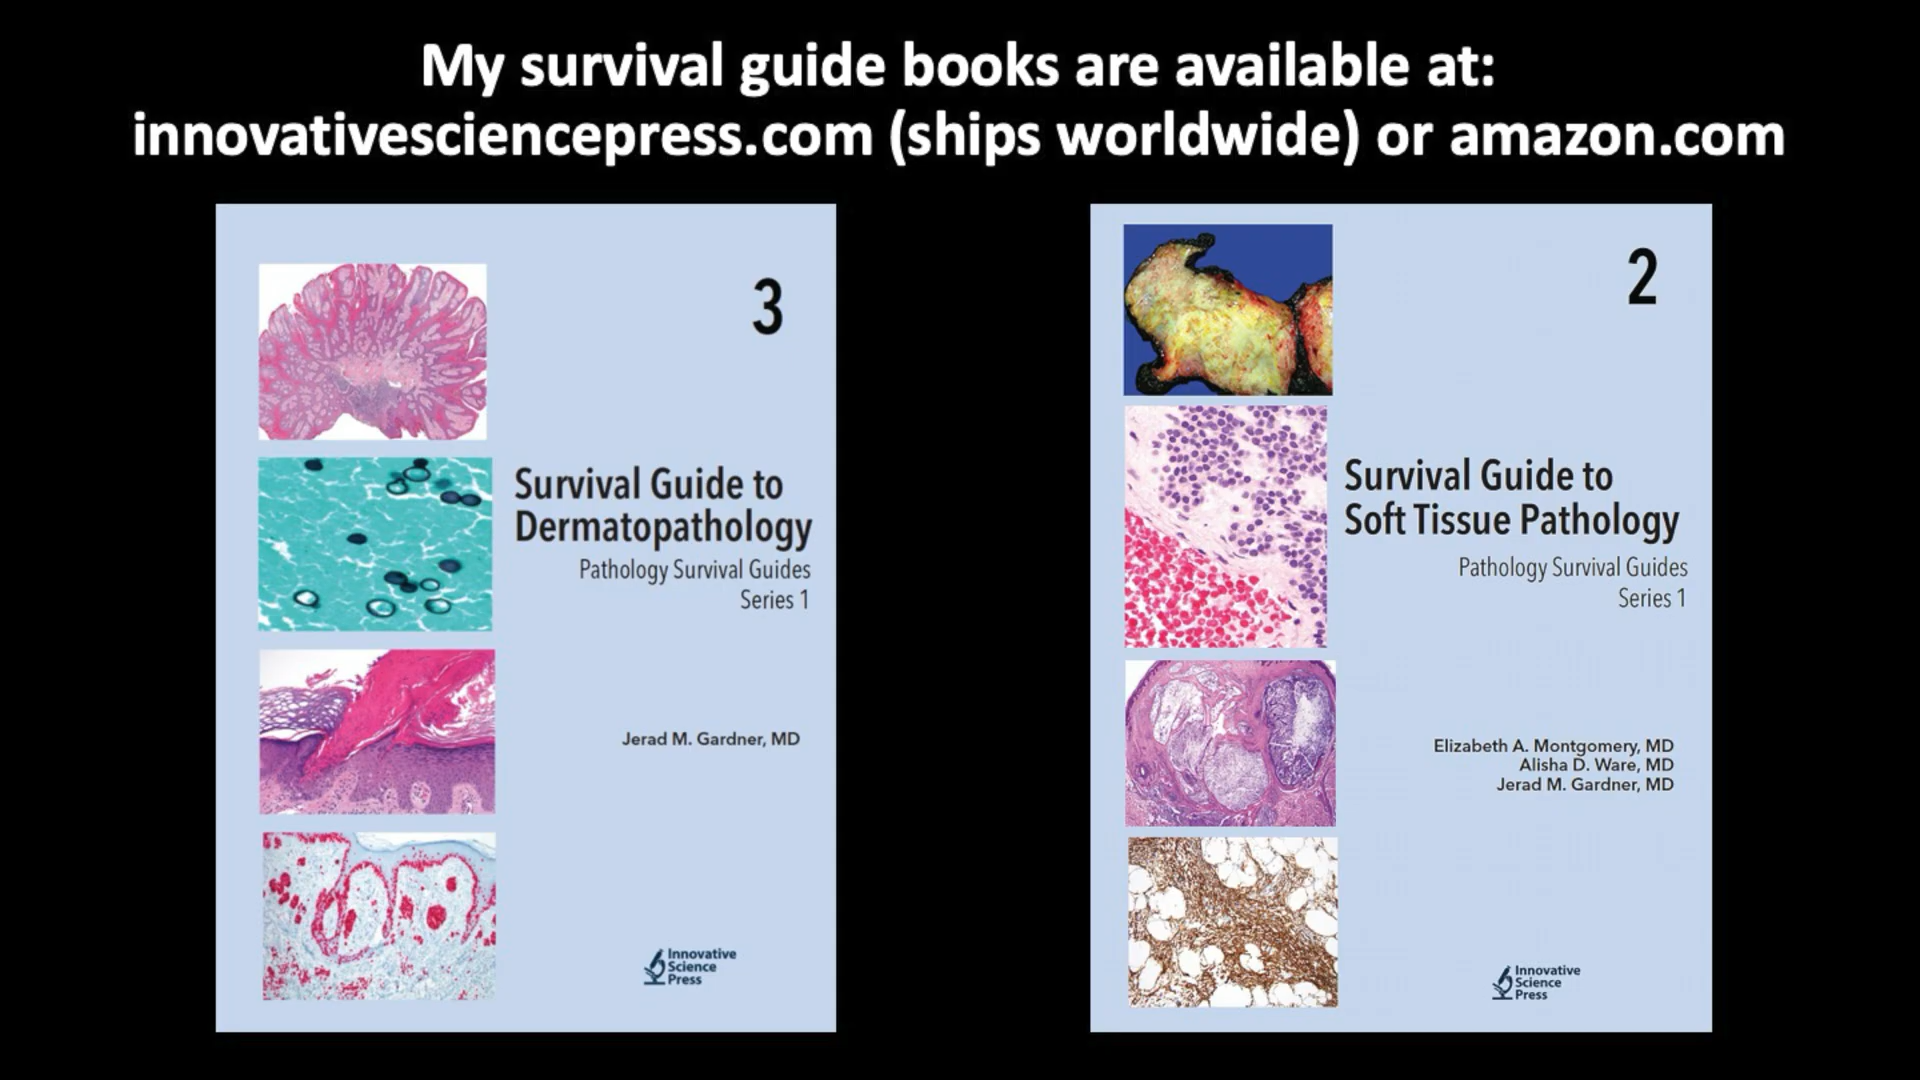 My survival guide books are available at:
innovativesciencepress.com (ships worldwide) or amazon.com
3
Survival Guide to
Dermatopathology
Pathology Survival Guides
Series 1
Jerad M. Gardner, MD
Innovative
Science
Press
2
Survival Guide to
Soft Tissue Pathology
Pathology Survival Guides
Series 1
Elizabeth A. Montgomery, MD
Alisha D. Ware, MD
Jerad M. Gardner, MD
Innovative
Science
Press